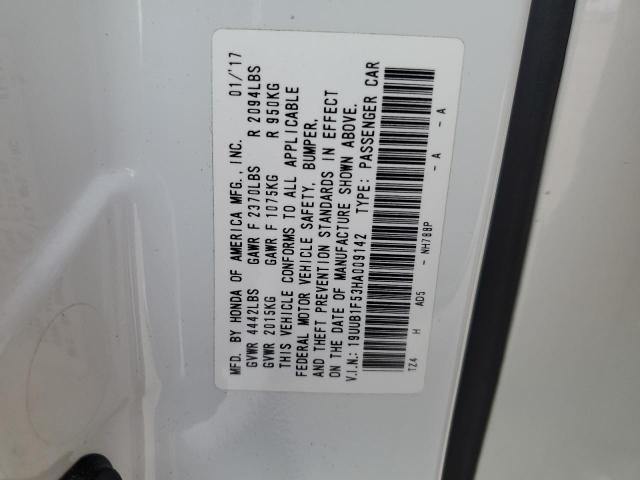 MFD. BY HONDA OF AMERICA MFG., INC. 01/'17
GVWR 4442LBS GAWR F 2370LBS R 2094LBS
GVWR 2015KG GAWR F 1075KG R 950KG
THIS VEHICLE CONFORMS TO ALL APPLICABLE
FEDERAL MOTOR VEHICLE SAFETY, BUMPER,
AND THEFT PREVENTION STANDARDS IN EFFECT
ON THE DATE OF MANUFACTURE SHOWN ABOVE.
V.I.N.: 19UUB1F53HA009142 TYPE: PASSENGER CAR
TZ4 H AD5 - NH788P - A - A